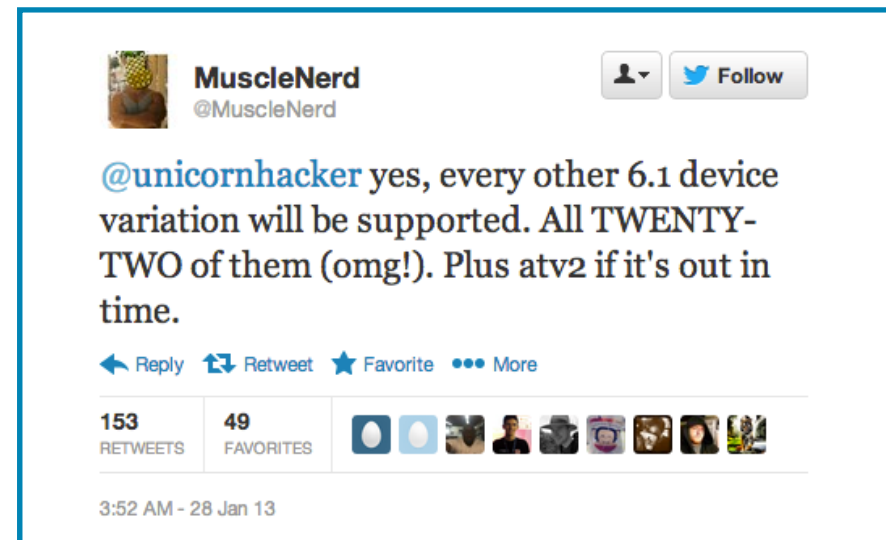 MuscleNerd
@MuscleNerd
Follow
@unicornhacker yes, every other 6.1 device
variation will be supported. All TWENTY-
TWO of them (omg!). Plus atv2 if it's out in
time.
Reply Retweet Favorite More
153 49
RETWEETS FAVORITES
3:52 AM - 28 Jan 13